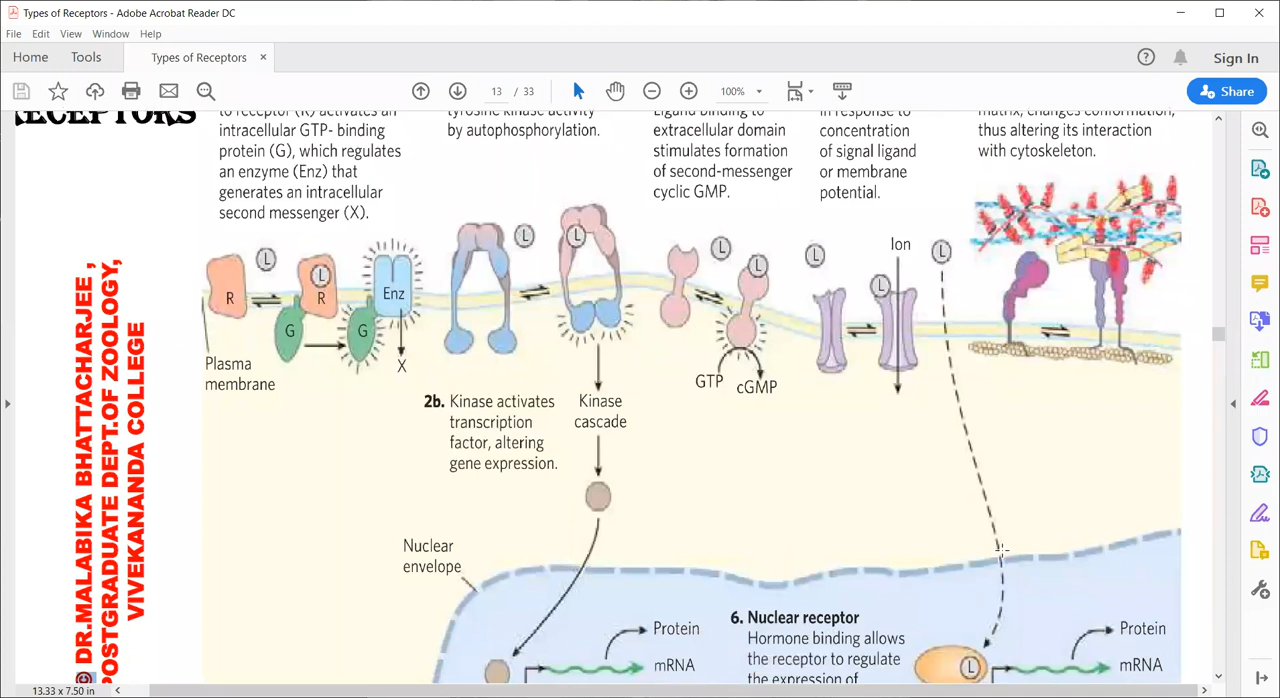 Types of Receptors - Adobe Acrobat Reader DC
File Edit View Window Help
Home Tools Types of Receptors × Sign In
13 / 33 100% Share
RECEPTORS
to receptor (R) activates an
intracellular GTP- binding
protein (G), which regulates
an enzyme (Enz) that
generates an intracellular
second messenger (X).
tyrosine kinase activity
by autophosphorylation.
Ligand binding to
extracellular domain
stimulates formation
of second-messenger
cyclic GMP.
in response to
concentration
of signal ligand
or membrane
potential.
matrix, changes conformation,
thus altering its interaction
with cytoskeleton.
L L L L L L L Ion L L
R R Enz
G G
X
Plasma
membrane
GTP cGMP
2b. Kinase activates
transcription
factor, altering
gene expression.
Kinase
cascade
Nuclear
envelope
Protein
mRNA
6. Nuclear receptor
Hormone binding allows
the receptor to regulate
the expression of
L
Protein
mRNA
© DR.MALABIKA BHATTACHARJEE ,
POSTGRADUATE DEPT.OF ZOOLOGY,
VIVEKANANDA COLLEGE
13.33 x 7.50 in